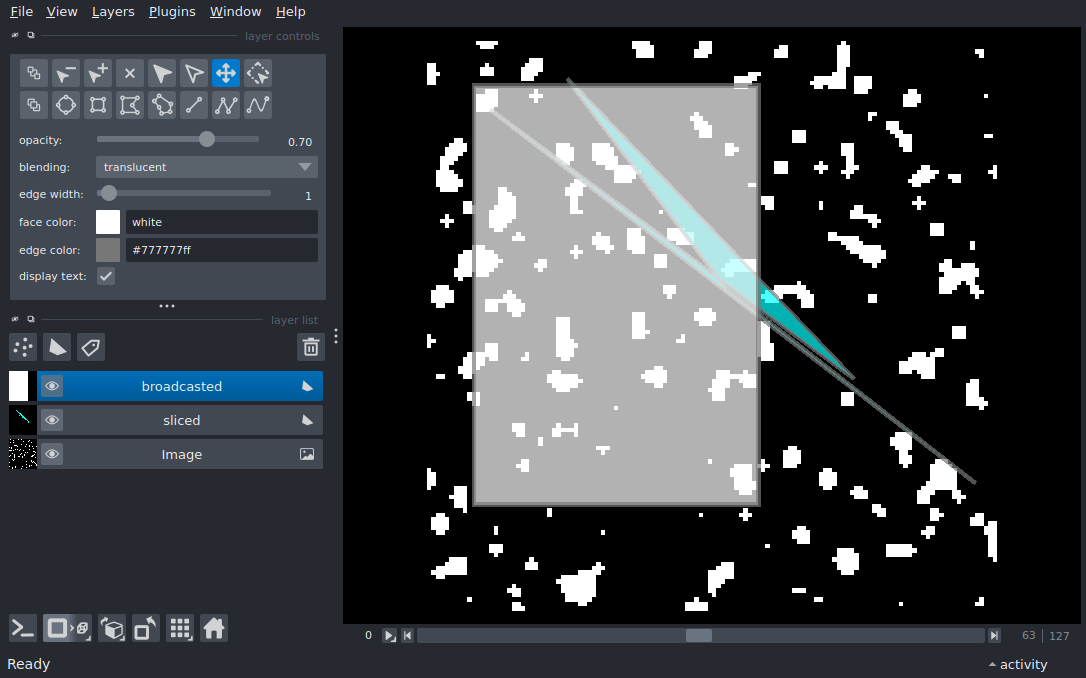 File View Layers Plugins Window Help
layer controls
opacity: 0.70
blending: translucent
edge width: 1
face color: white
edge color: #777777ff
display text:
layer list
broadcasted
sliced
Image
0 63 127
Ready activity